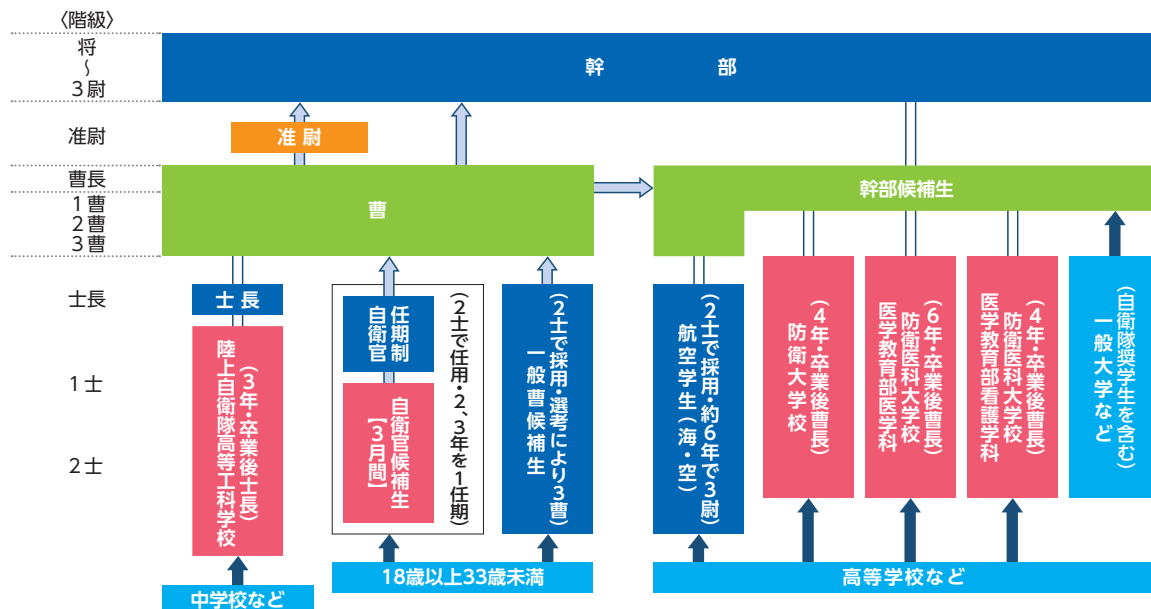 〈階級〉
将
～
3尉
准尉
曹長
1曹
2曹
3曹
士長
1士
2士
幹部
准尉
曹
幹部候補生
士長
陸上自衛隊高等工科学校
(3年・卒業後士長)
任期制
自衛官
自衛官候補生
【3月間】
(2士で任用・2、3年を1任期)
一般曹候補生
(2士で採用・選考により3曹)
航空学生(海・空)
(2士で採用・約6年で3尉)
防衛大学校
(4年・卒業後曹長)
防衛医科大学校
医学教育部医学科
(6年・卒業後曹長)
防衛医科大学校
医学教育部看護学科
(4年・卒業後曹長)
一般大学など
(自衛隊奨学生を含む)
中学校など
18歳以上33歳未満
高等学校など